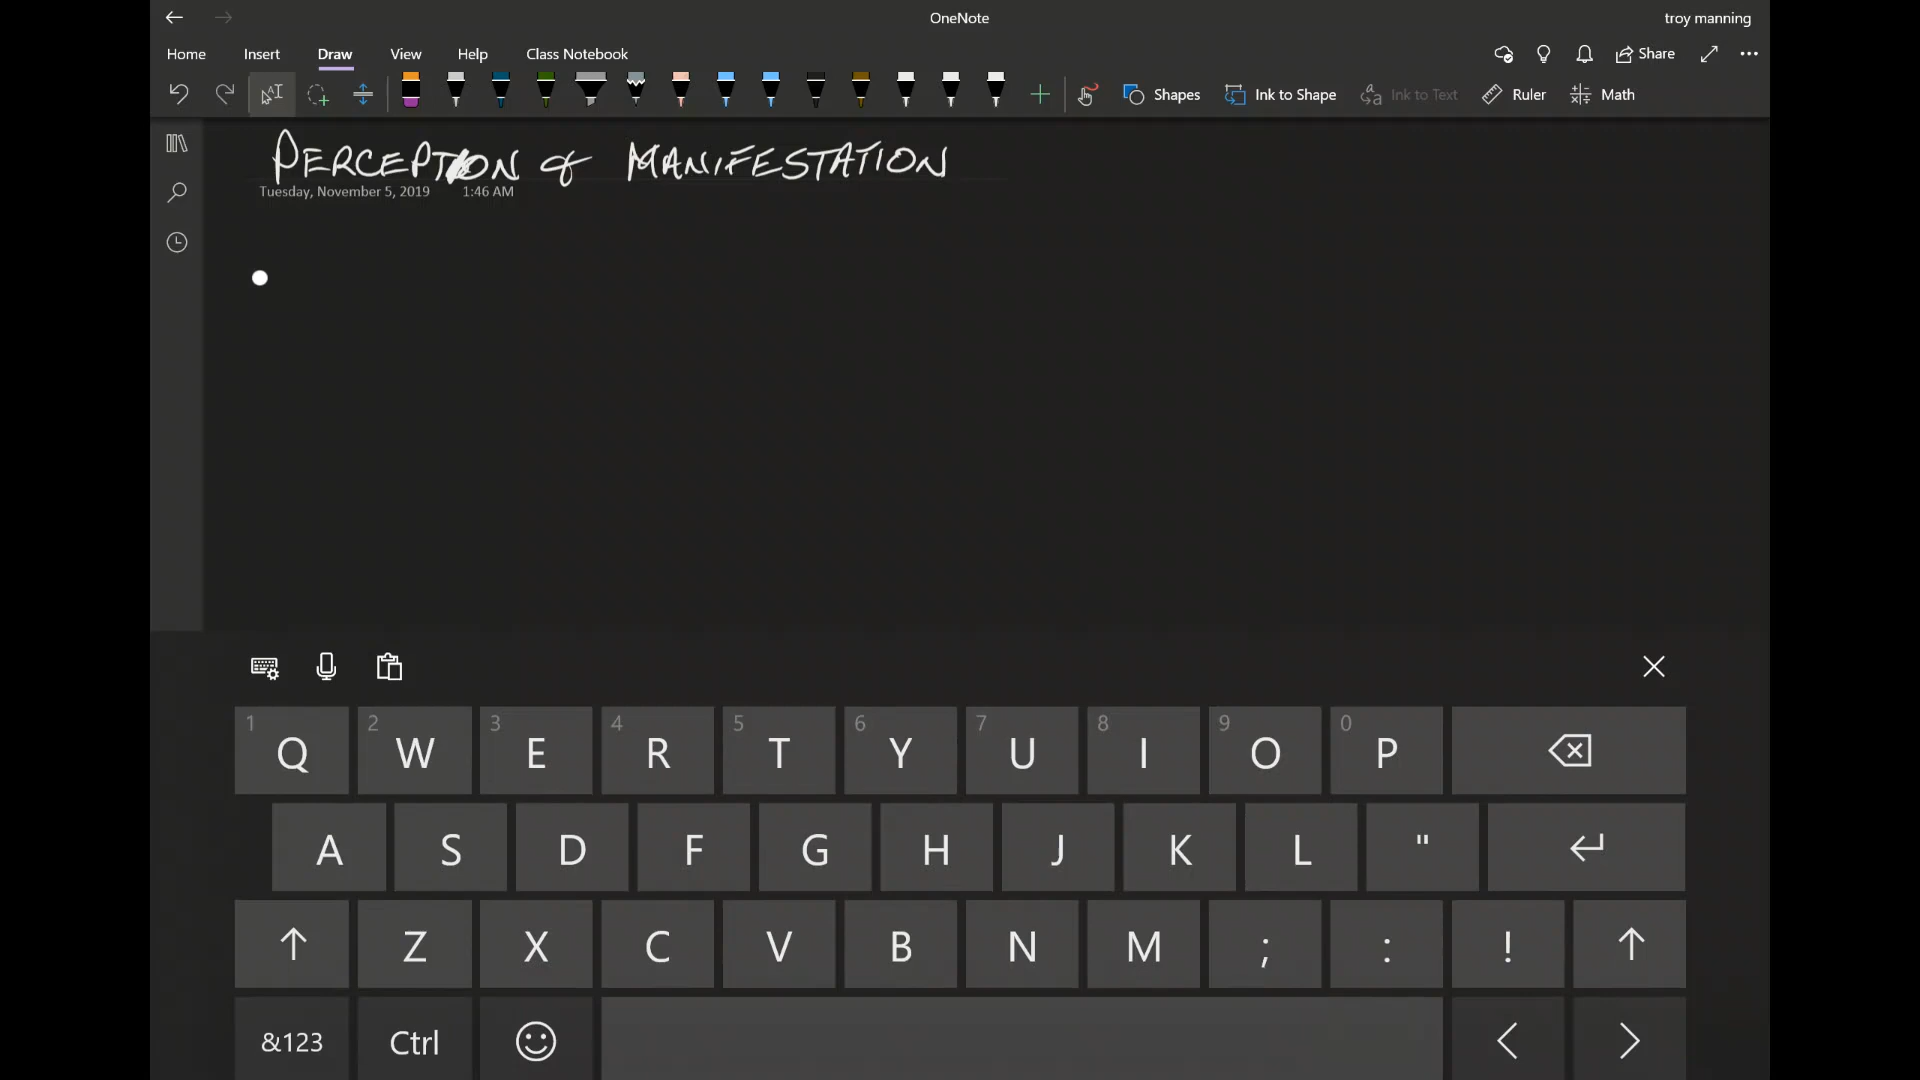 OneNote
troy manning
Home Insert Draw View Help Class Notebook
Share
Shapes Ink to Shape Ink to Text Ruler Math
PERCEPTION & MANIFESTATION
Tuesday, November 5, 2019 1:46 AM
1 Q 2 W 3 E 4 R 5 T 6 Y 7 U 8 I 9 O 0 P
A S D F G H J K L "
Z X C V B N M ; : !
&123 Ctrl